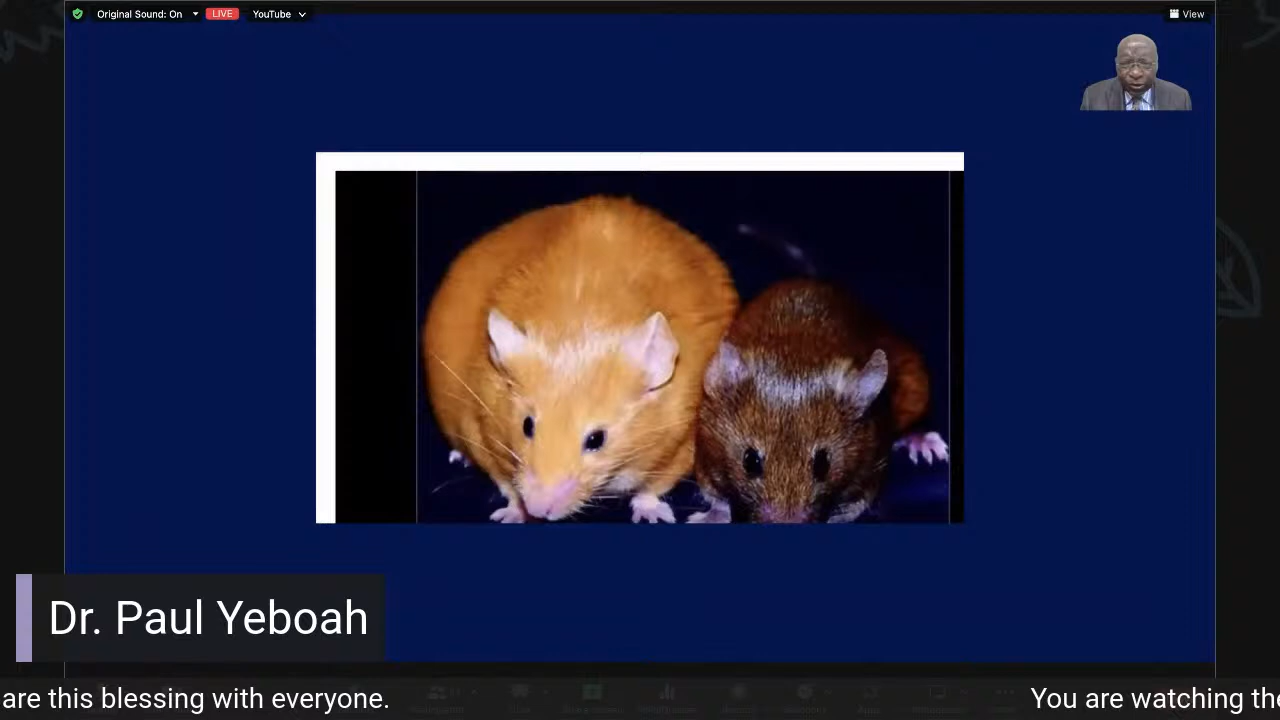 Original Sound: On
LIVE
YouTube
View
Dr. Paul Yeboah
are this blessing with everyone.
You are watching the